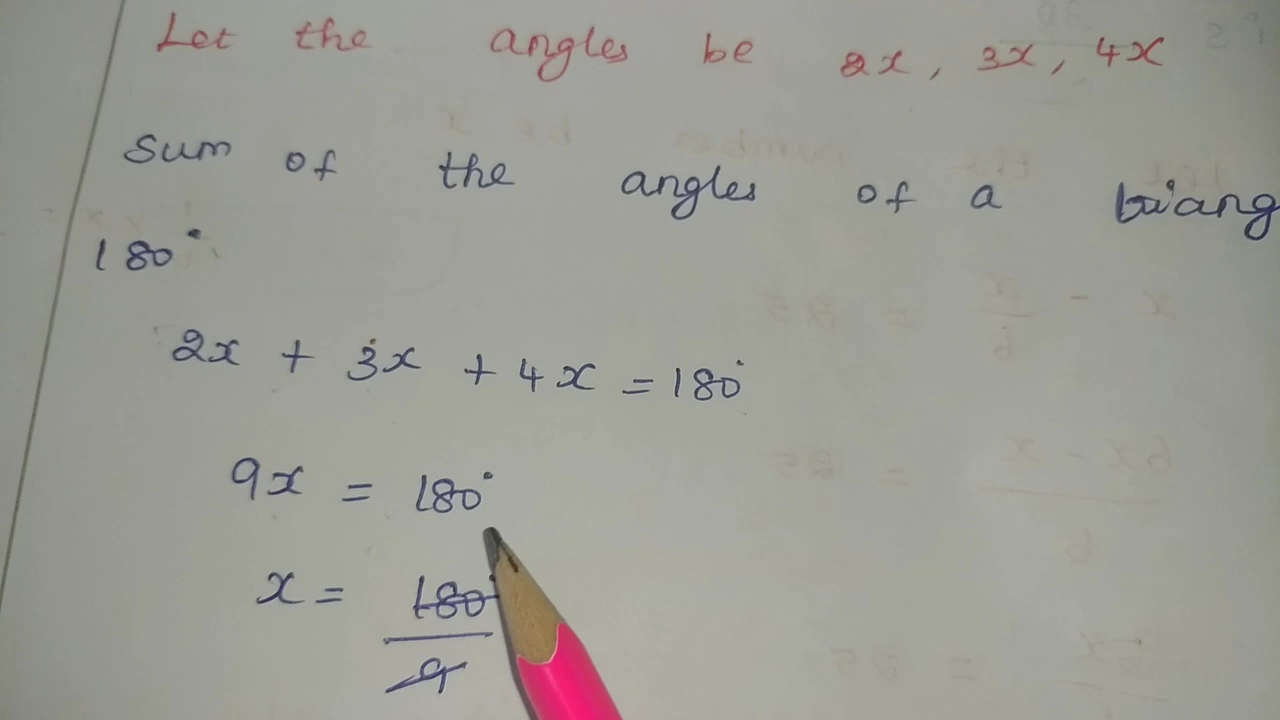 Let the angles be 2x, 3x, 4x
Sum of the angles of a triang
180°
2x + 3x + 4x = 180°
9x = 180°
x = 180°
9